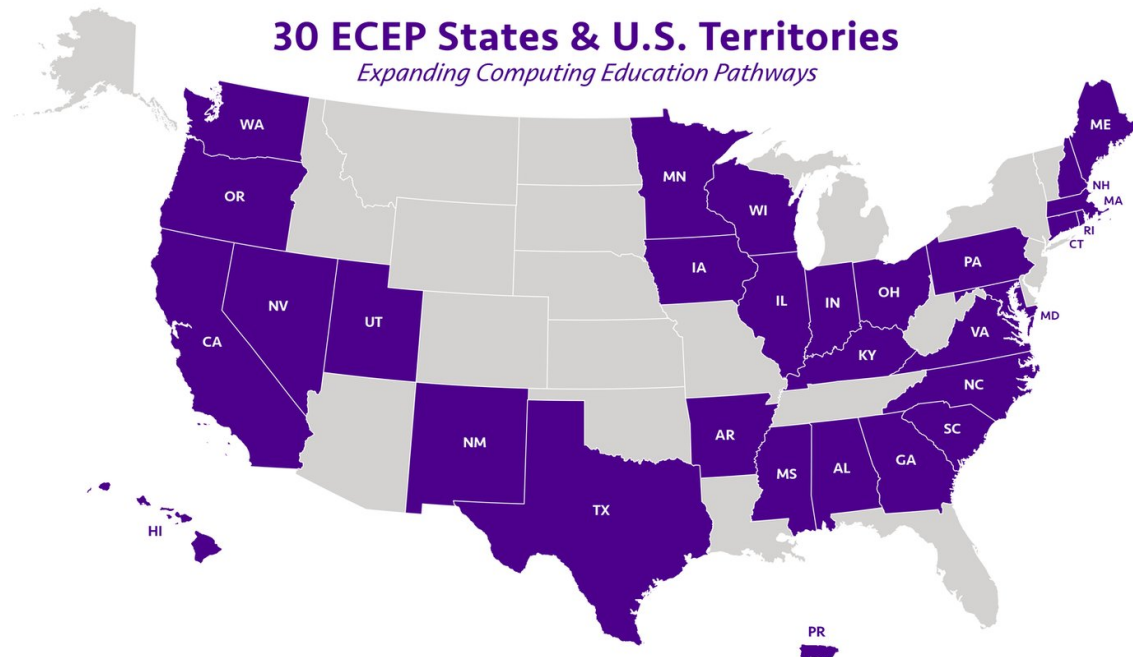 30 ECEP States & U.S. Territories
Expanding Computing Education Pathways
WA
ME
MN
OR
NH
WI
MA
RI
CT
PA
IA
OH
NV
IL
IN
MD
UT
VA
CA
KY
NC
AR
SC
NM
GA
AL
MS
TX
HI
PR